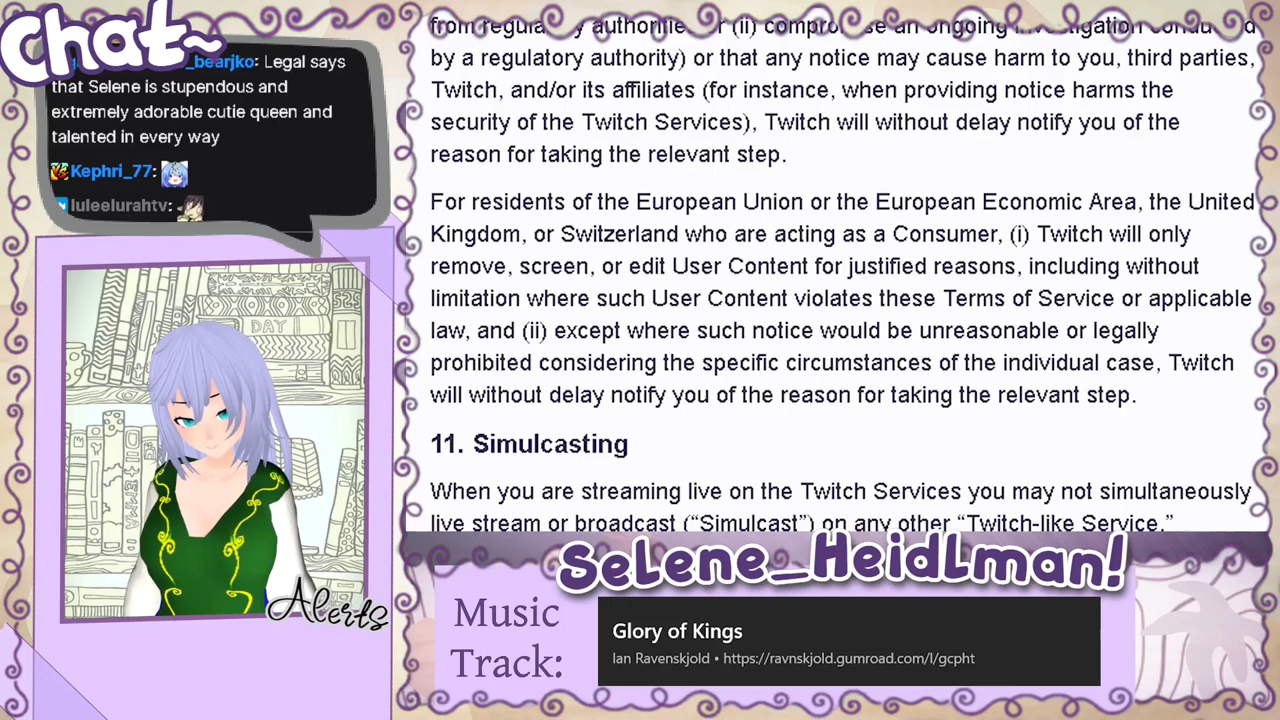 Chat~
_bearjko: Legal says
that Selene is stupendous and
extremely adorable cutie queen and
talented in every way
Kephri_77:
luleelurahtv:
DAY
Alerts
by a regulatory authority) or that any notice may cause harm to you, third parties,
Twitch, and/or its affiliates (for instance, when providing notice harms the
security of the Twitch Services), Twitch will without delay notify you of the
reason for taking the relevant step.
For residents of the European Union or the European Economic Area, the United
Kingdom, or Switzerland who are acting as a Consumer, (i) Twitch will only
remove, screen, or edit User Content for justified reasons, including without
limitation where such User Content violates these Terms of Service or applicable
law, and (ii) except where such notice would be unreasonable or legally
prohibited considering the specific circumstances of the individual case, Twitch
will without delay notify you of the reason for taking the relevant step.
11. Simulcasting
When you are streaming live on the Twitch Services you may not simultaneously
live stream or broadcast (“Simulcast”) on any other “Twitch-like Service.”
Selene_Heidlman!
Music
Track:
Glory of Kings
Ian Ravenskjold • https://ravnskjold.gumroad.com/l/gcpht